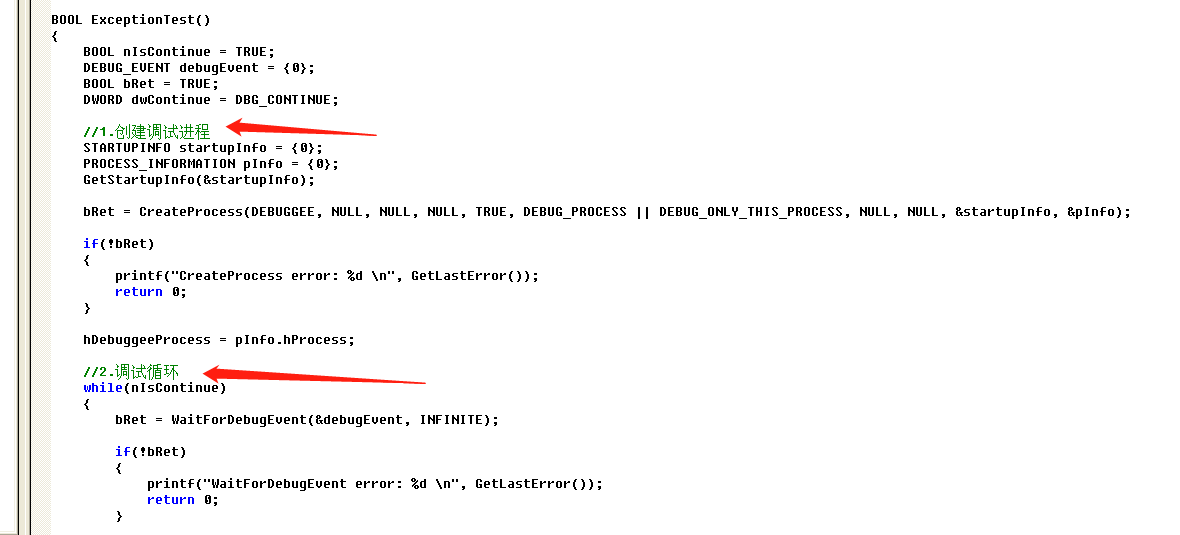 BOOL ExceptionTest()
{
BOOL nIsContinue = TRUE;
DEBUG_EVENT debugEvent = {0};
BOOL bRet = TRUE;
DWORD dwContinue = DBG_CONTINUE;
//1.创建调试进程
STARTUPINFO startupInfo = {0};
PROCESS_INFORMATION pInfo = {0};
GetStartupInfo(&startupInfo);
bRet = CreateProcess(DEBUGGEE, NULL, NULL, NULL, TRUE, DEBUG_PROCESS || DEBUG_ONLY_THIS_PROCESS, NULL, NULL, &startupInfo, &pInfo);
if(!bRet)
{
printf("CreateProcess error: %d \n", GetLastError());
return 0;
}
hDebuggeeProcess = pInfo.hProcess;
//2.调试循环
while(nIsContinue)
{
bRet = WaitForDebugEvent(&debugEvent, INFINITE);
if(!bRet)
{
printf("WaitForDebugEvent error: %d \n", GetLastError());
return 0;
}